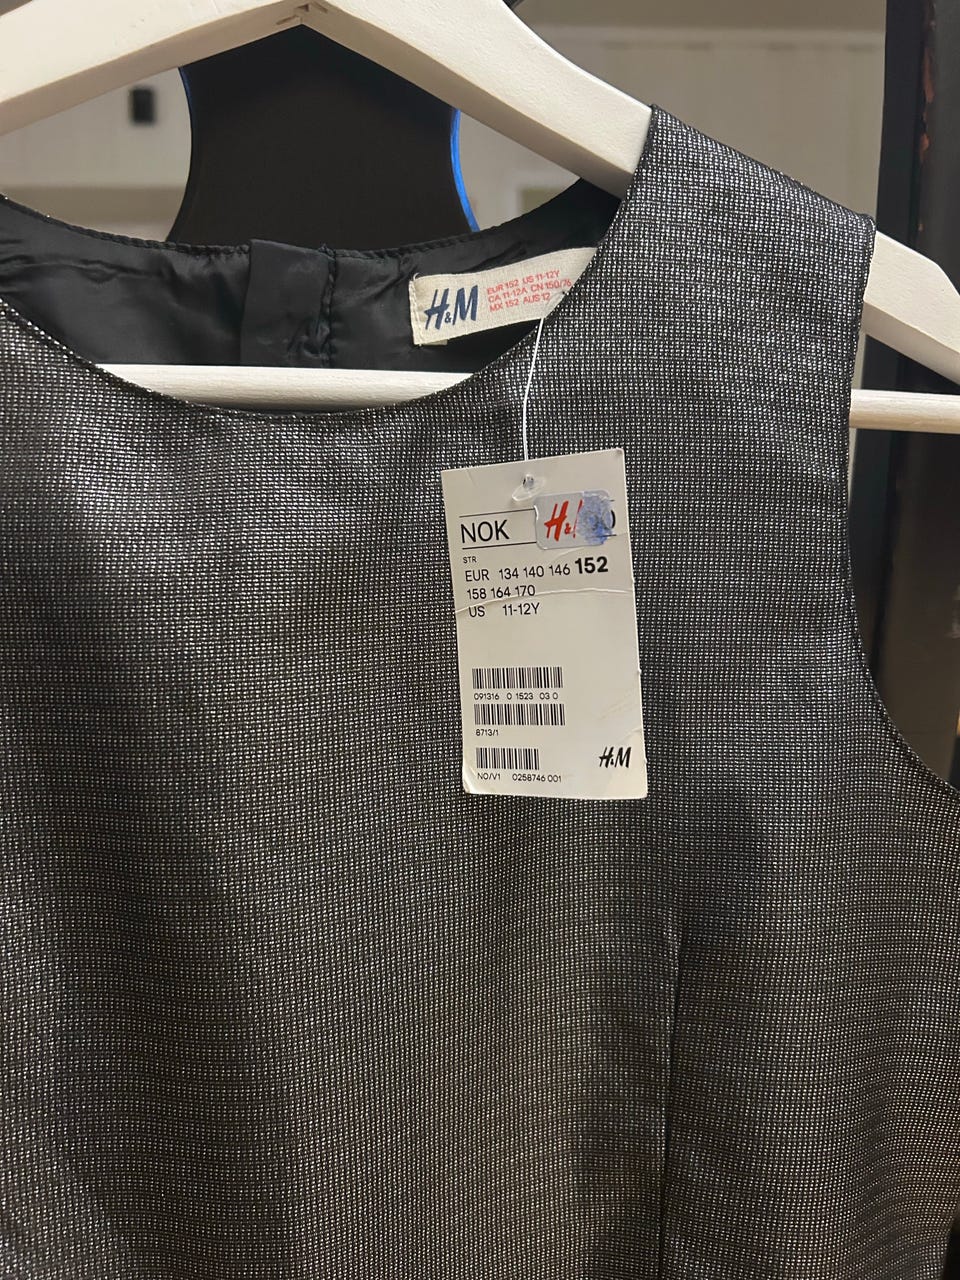 H&M
EUR 152 US 11-12Y
CA 11-12A CN 150/76
MX 152 AUS 12
NOK
H&
STR
EUR 134 140 146 152
158 164 170
US 11-12Y
091316 0 1523 03 0
8713/1
H&M
NO/V1 0258746 001